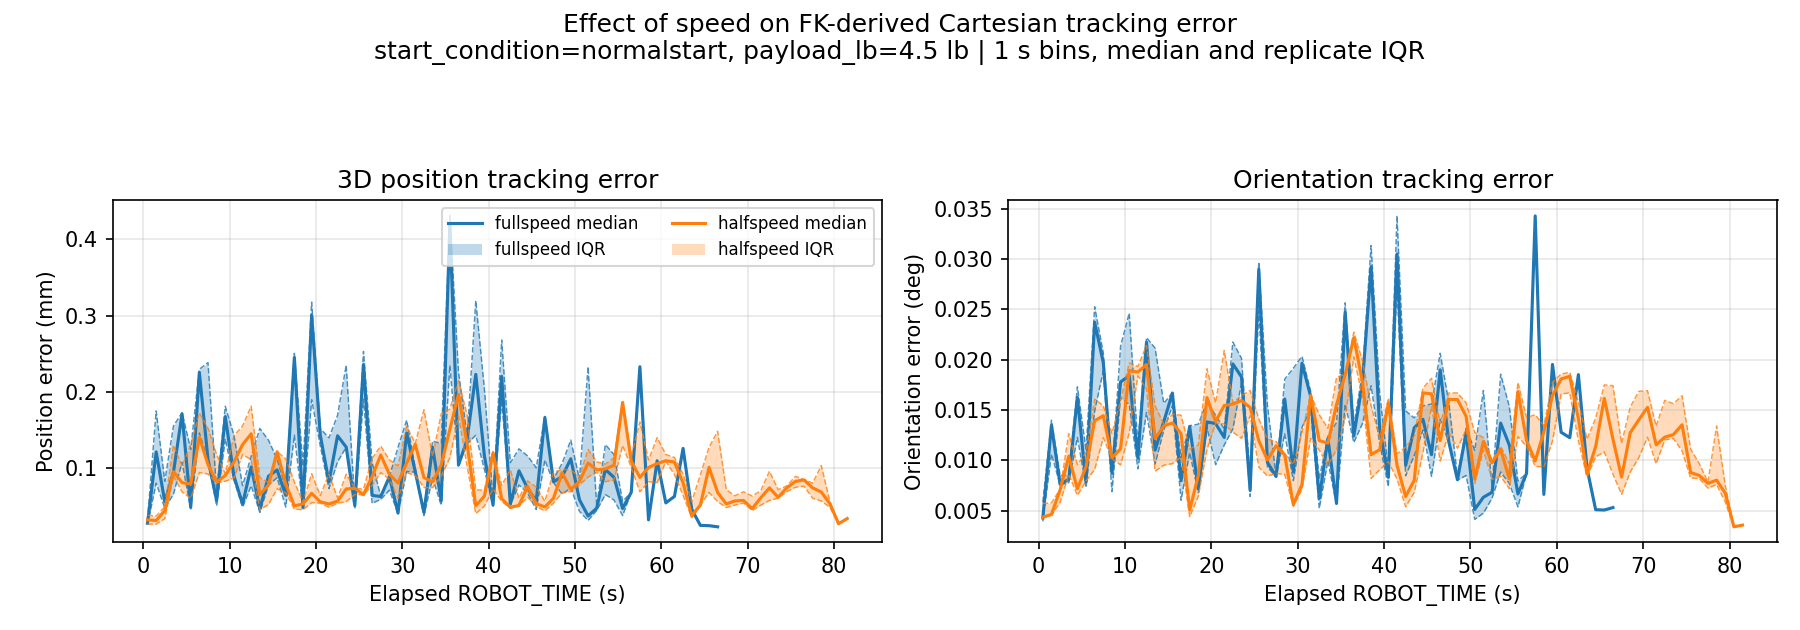 Effect of speed on FK-derived Cartesian tracking error
start_condition=normalstart, payload_lb=4.5 lb | 1 s bins, median and replicate IQR
3D position tracking error
Position error (mm)
0.4
0.3
0.2
0.1
fullspeed median
fullspeed IQR
halfspeed median
halfspeed IQR
0 10 20 30 40 50 60 70 80
Elapsed ROBOT_TIME (s)
Orientation tracking error
Orientation error (deg)
0.035
0.030
0.025
0.020
0.015
0.010
0.005
0 10 20 30 40 50 60 70 80
Elapsed ROBOT_TIME (s)